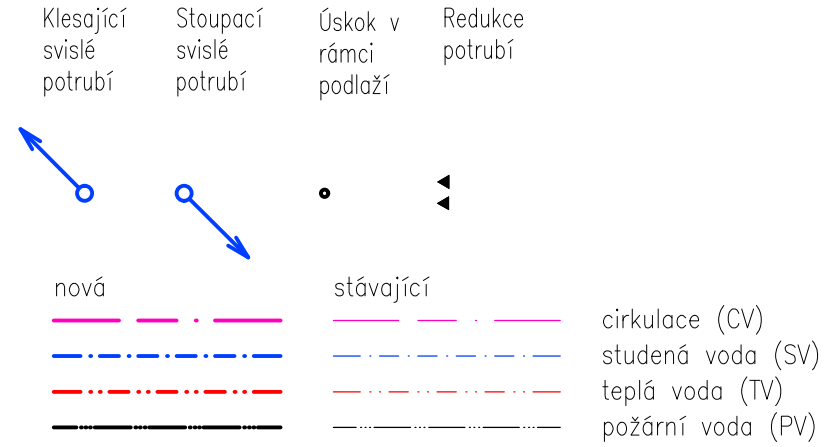 Klesající
svislé
potrubí
Stoupací
svislé
potrubí
Úskok v
rámci
podlaží
Redukce
potrubí
nová
stávající
cirkulace (CV)
studená voda (SV)
teplá voda (TV)
požární voda (PV)